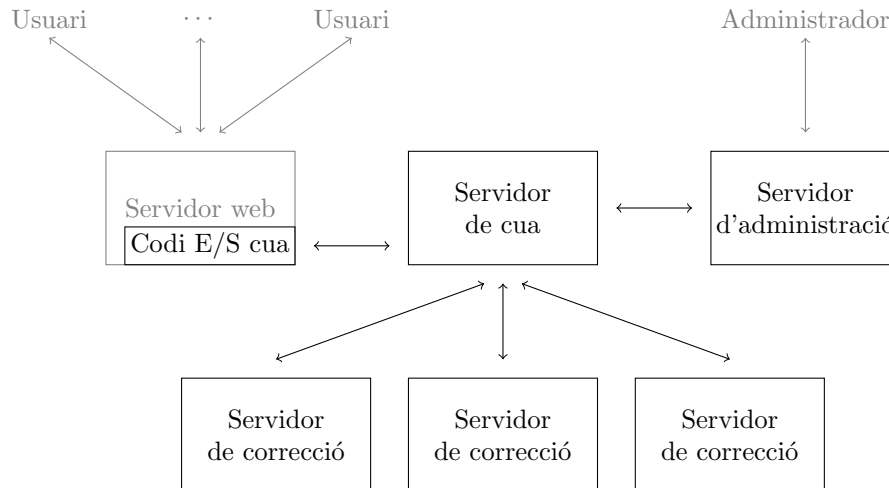 Usuari ... Usuari Administrador
Servidor web
Codi E/S cua
Servidor
de cua
Servidor
d'administració
Servidor
de correcció
Servidor
de correcció
Servidor
de correcció